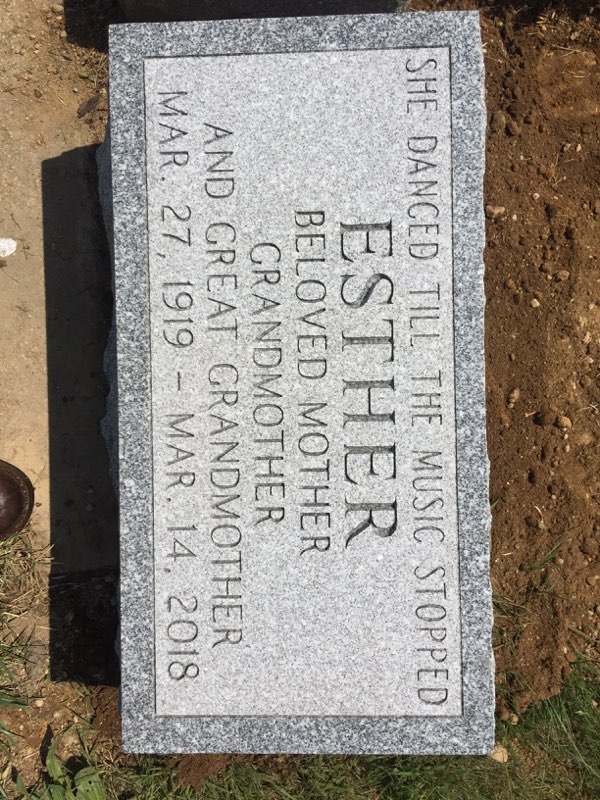 SHE DANCED TILL THE MUSIC STOPPED
ESTHER
BELOVED MOTHER
GRANDMOTHER
AND GREAT GRANDMOTHER
MAR. 27, 1919 - MAR. 14, 2018